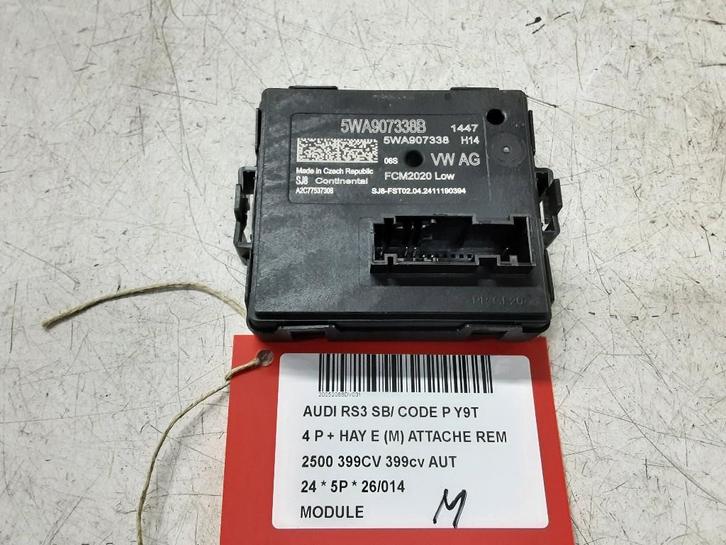 5WA907338B 1447
5WA907338 H14
06S VW AG
Made in Czech Republic
SJ8 Continental FCM2020 Low
A2C77537306 SJ8-FST02.04.2411190394
AUDI RS3 SB/ CODE P Y9T
4 P + HAY E (M) ATTACHE REM
2500 399CV 399cv AUT
24 * 5P * 26/014
MODULE M